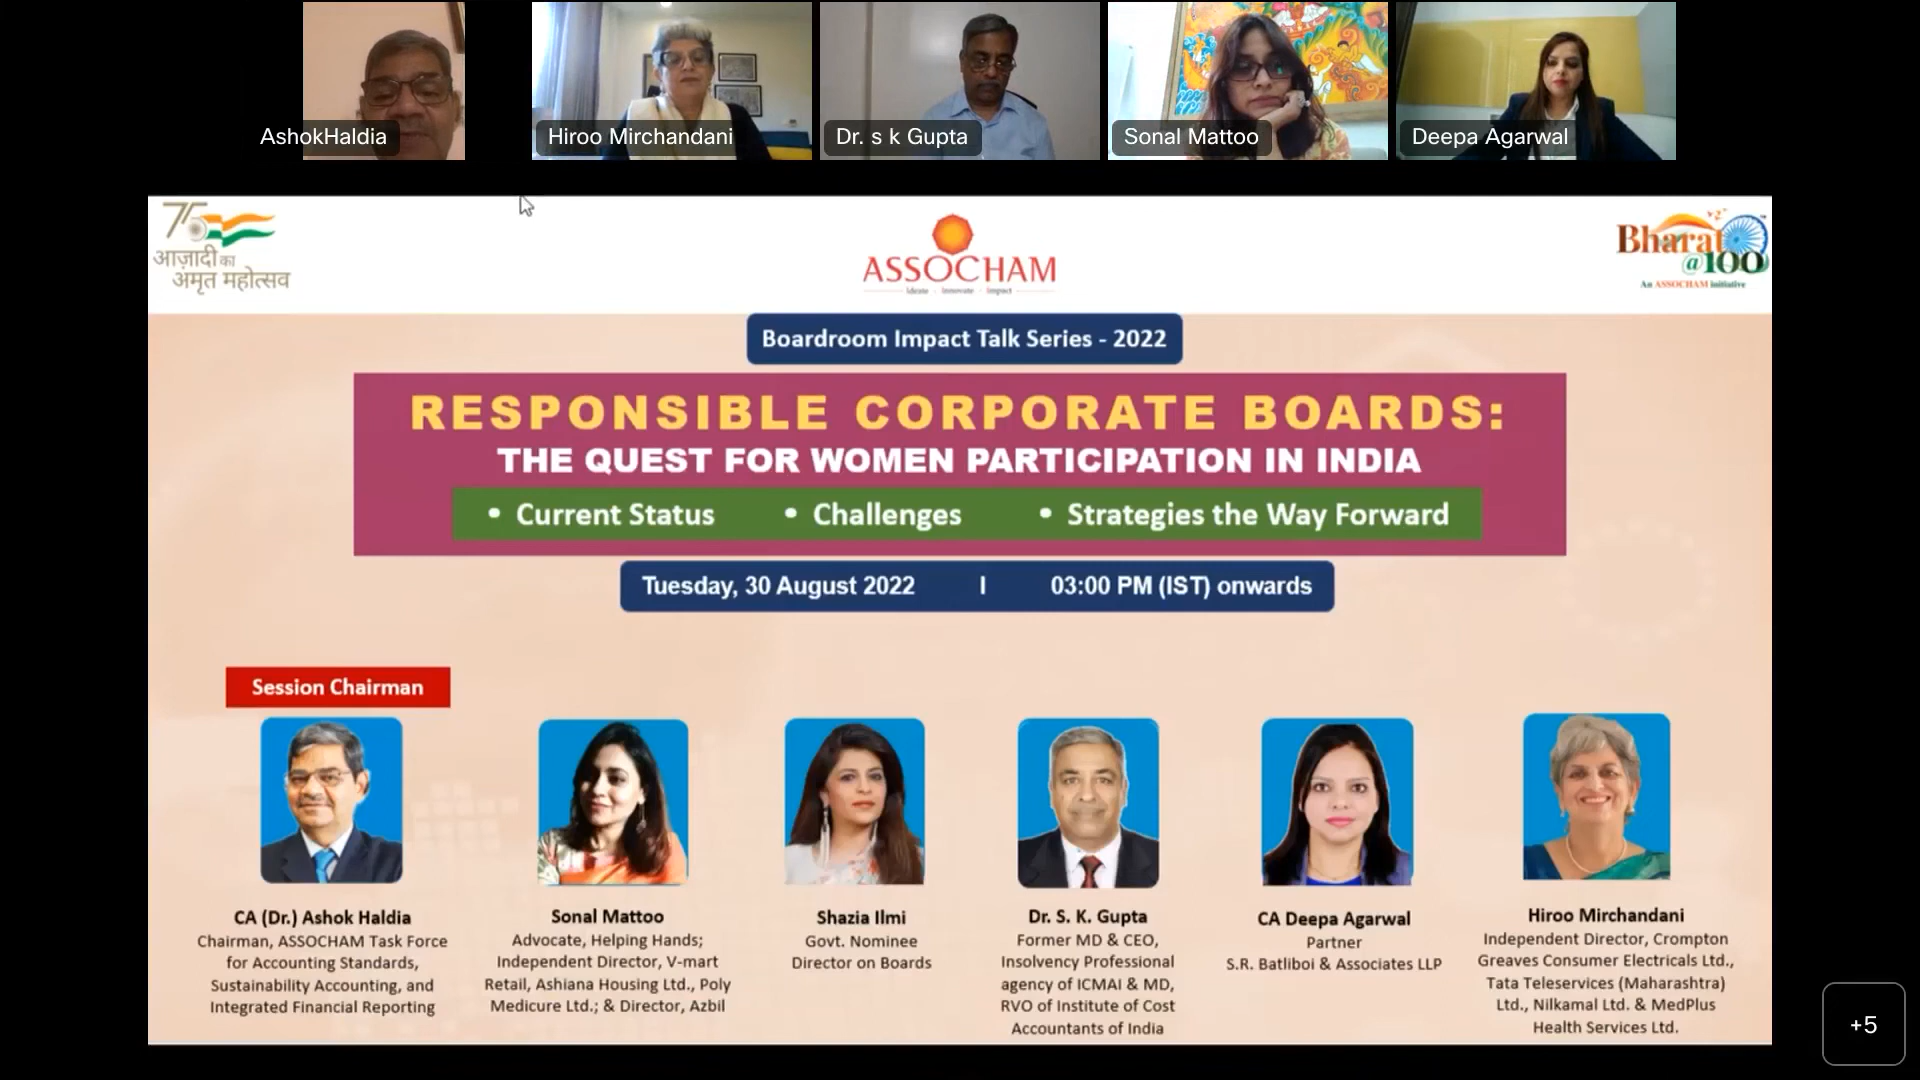 AshokHaldia
Hiroo Mirchandani
Dr. s k Gupta
Sonal Mattoo
Deepa Agarwal
75
आज़ादी का
अमृत महोत्सव
ASSOCHAM
Ideate · Innovate · Impact
Bharat
@100
An ASSOCHAM initiative
Boardroom Impact Talk Series - 2022
RESPONSIBLE CORPORATE BOARDS:
THE QUEST FOR WOMEN PARTICIPATION IN INDIA
• Current Status • Challenges • Strategies the Way Forward
Tuesday, 30 August 2022 I 03:00 PM (IST) onwards
Session Chairman
CA (Dr.) Ashok Haldia
Chairman, ASSOCHAM Task Force
for Accounting Standards,
Sustainability Accounting, and
Integrated Financial Reporting
Sonal Mattoo
Advocate, Helping Hands;
Independent Director, V-mart
Retail, Ashiana Housing Ltd., Poly
Medicure Ltd.; & Director, Azbil
Shazia Ilmi
Govt. Nominee
Director on Boards
Dr. S. K. Gupta
Former MD & CEO,
Insolvency Professional
agency of ICMAI & MD,
RVO of Institute of Cost
Accountants of India
CA Deepa Agarwal
Partner
S.R. Batliboi & Associates LLP
Hiroo Mirchandani
Independent Director, Crompton
Greaves Consumer Electricals Ltd.,
Tata Teleservices (Maharashtra)
Ltd., Nilkamal Ltd. & MedPlus
Health Services Ltd.
+5